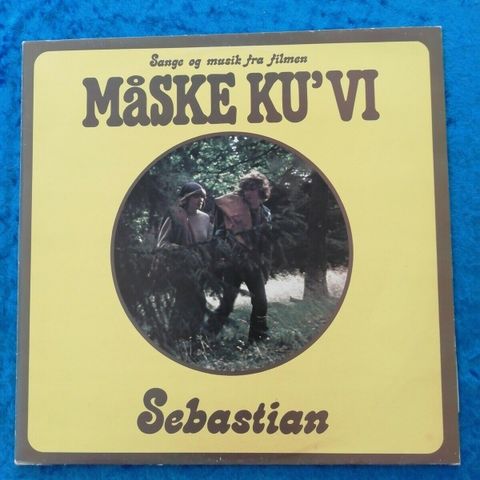 Sange og musik fra filmen
MåSKE KU' VI
Sebastian